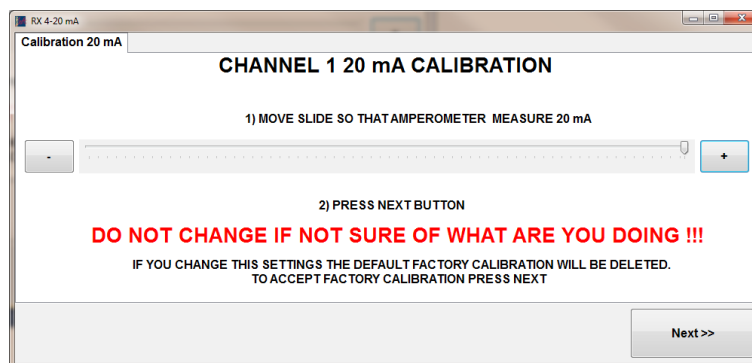 RX 4-20 mA
Calibration 20 mA
CHANNEL 1 20 mA CALIBRATION
1) MOVE SLIDE SO THAT AMPEROMETER MEASURE 20 mA
-
+
2) PRESS NEXT BUTTON
DO NOT CHANGE IF NOT SURE OF WHAT ARE YOU DOING !!!
IF YOU CHANGE THIS SETTINGS THE DEFAULT FACTORY CALIBRATION WILL BE DELETED.
TO ACCEPT FACTORY CALIBRATION PRESS NEXT
Next >>